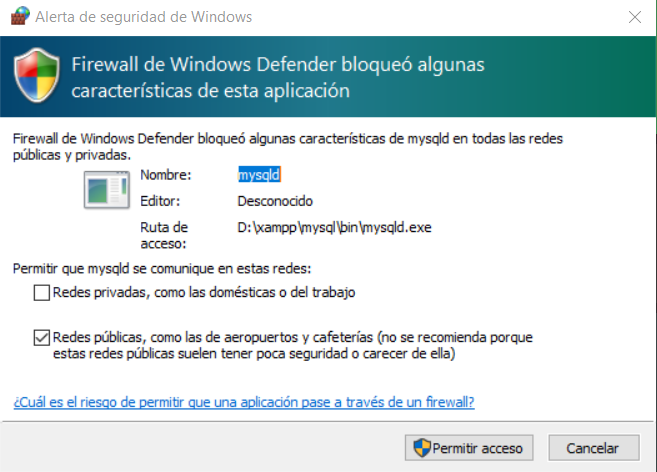 Alerta de seguridad de Windows
Firewall de Windows Defender bloqueó algunas
características de esta aplicación
Firewall de Windows Defender bloqueó algunas características de mysqld en todas las redes
públicas y privadas.
Nombre: mysqld
Editor: Desconocido
Ruta de D:\xampp\mysql\bin\mysqld.exe
acceso:
Permitir que mysqld se comunique en estas redes:
Redes privadas, como las domésticas o del trabajo
Redes públicas, como las de aeropuertos y cafeterías (no se recomienda porque
estas redes públicas suelen tener poca seguridad o carecer de ella)
¿Cuál es el riesgo de permitir que una aplicación pase a través de un firewall?
Permitir acceso Cancelar